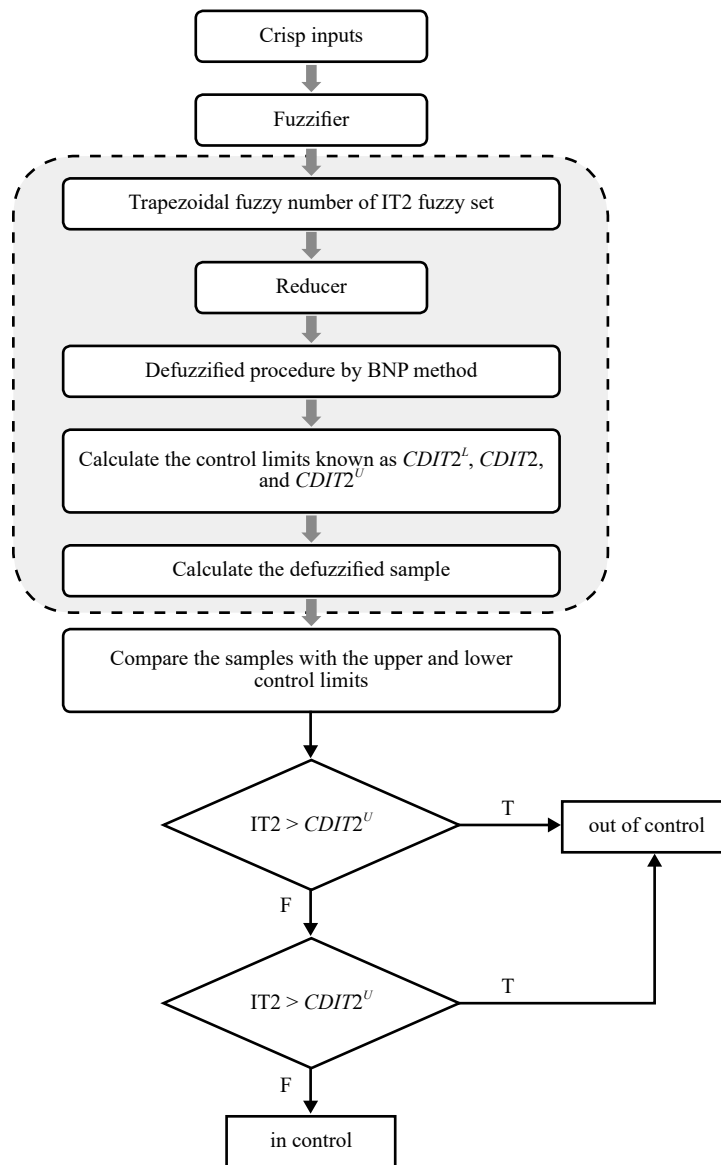 Crisp inputs
Fuzzifier
Trapezoidal fuzzy number of IT2 fuzzy set
Reducer
Defuzzified procedure by BNP method
Calculate the control limits known as CDIT2^L, CDIT2,
and CDIT2^U
Calculate the defuzzified sample
Compare the samples with the upper and lower
control limits
IT2 > CDIT2^U
T
out of control
F
IT2 > CDIT2^U
T
F
in control